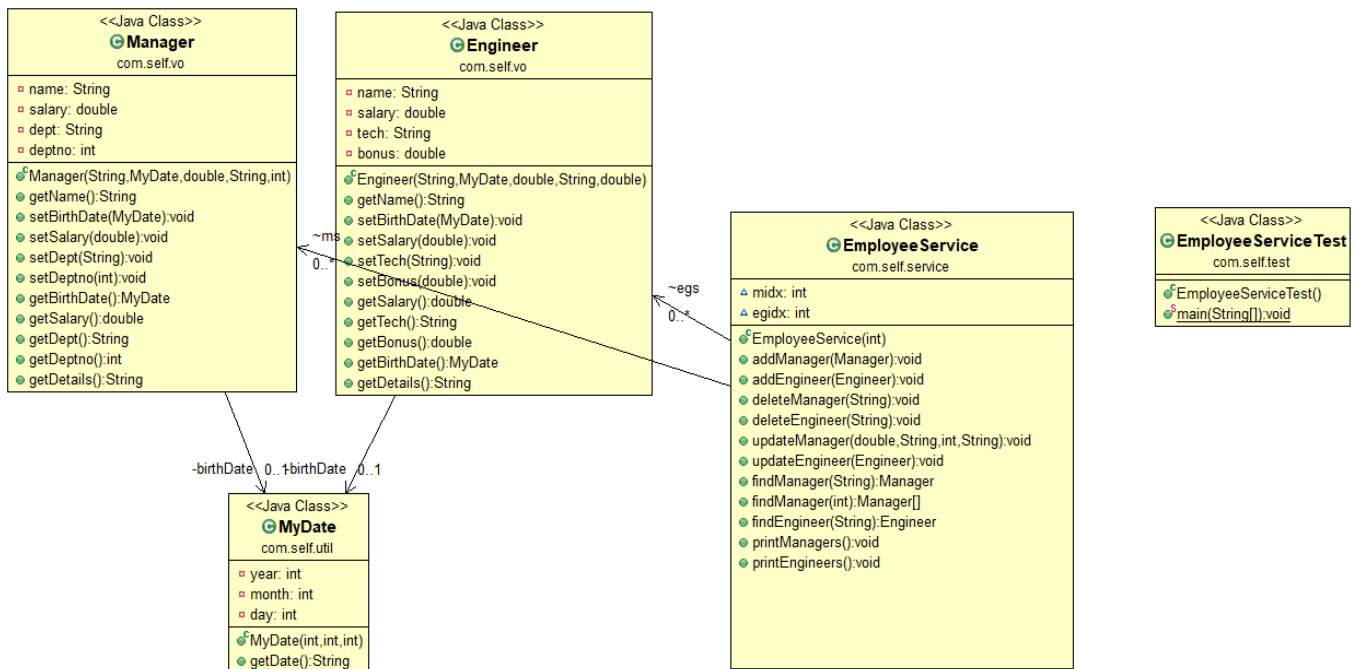 <<Java Class>>
Manager
com.self.vo
name: String
salary: double
dept: String
deptno: int
Manager(String,MyDate,double,String,int)
getName():String
setBirthDate(MyDate):void
setSalary(double):void
setDept(String):void
setDeptno(int):void
getBirthDate():MyDate
getSalary():double
getDept():String
getDeptno():int
getDetails():String
<<Java Class>>
Engineer
com.self.vo
name: String
salary: double
tech: String
bonus: double
Engineer(String,MyDate,double,String,double)
getName():String
setBirthDate(MyDate):void
setSalary(double):void
setTech(String):void
setBonus(double):void
getSalary():double
getTech():String
getBonus():double
getBirthDate():MyDate
getDetails():String
~ms
0..*
~egs
0..*
<<Java Class>>
EmployeeService
com.self.service
midx: int
egidx: int
EmployeeService(int)
addManager(Manager):void
addEngineer(Engineer):void
deleteManager(String):void
deleteEngineer(String):void
updateManager(double,String,int,String):void
updateEngineer(Engineer):void
findManager(String):Manager
findManager(int):Manager[]
findEngineer(String):Engineer
printManagers():void
printEngineers():void
<<Java Class>>
EmployeeServiceTest
com.self.test
EmployeeServiceTest()
main(String[]):void
-birthDate 0..1
-birthDate 0..1
<<Java Class>>
MyDate
com.self.util
year: int
month: int
day: int
MyDate(int,int,int)
getDate():String